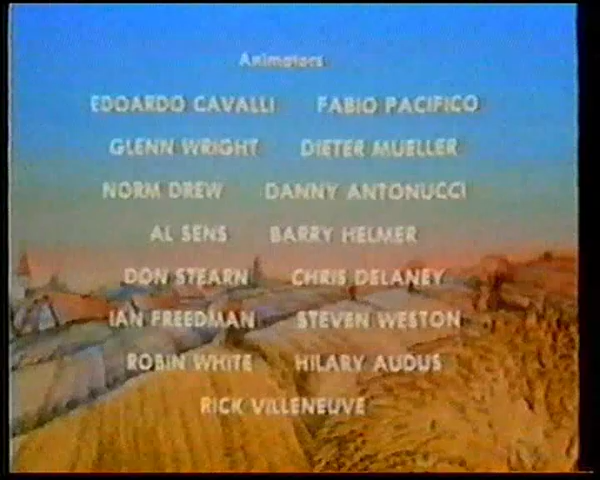 Animators
EDOARDO CAVALLI FABIO PACIFICO
GLENN WRIGHT DIETER MUELLER
NORM DREW DANNY ANTONUCCI
AL SENS BARRY HELMER
DON STEARN CHRIS DELANEY
IAN FREEDMAN STEVEN WESTON
ROBIN WHITE HILARY AUDUS
RICK VILLENEUVE